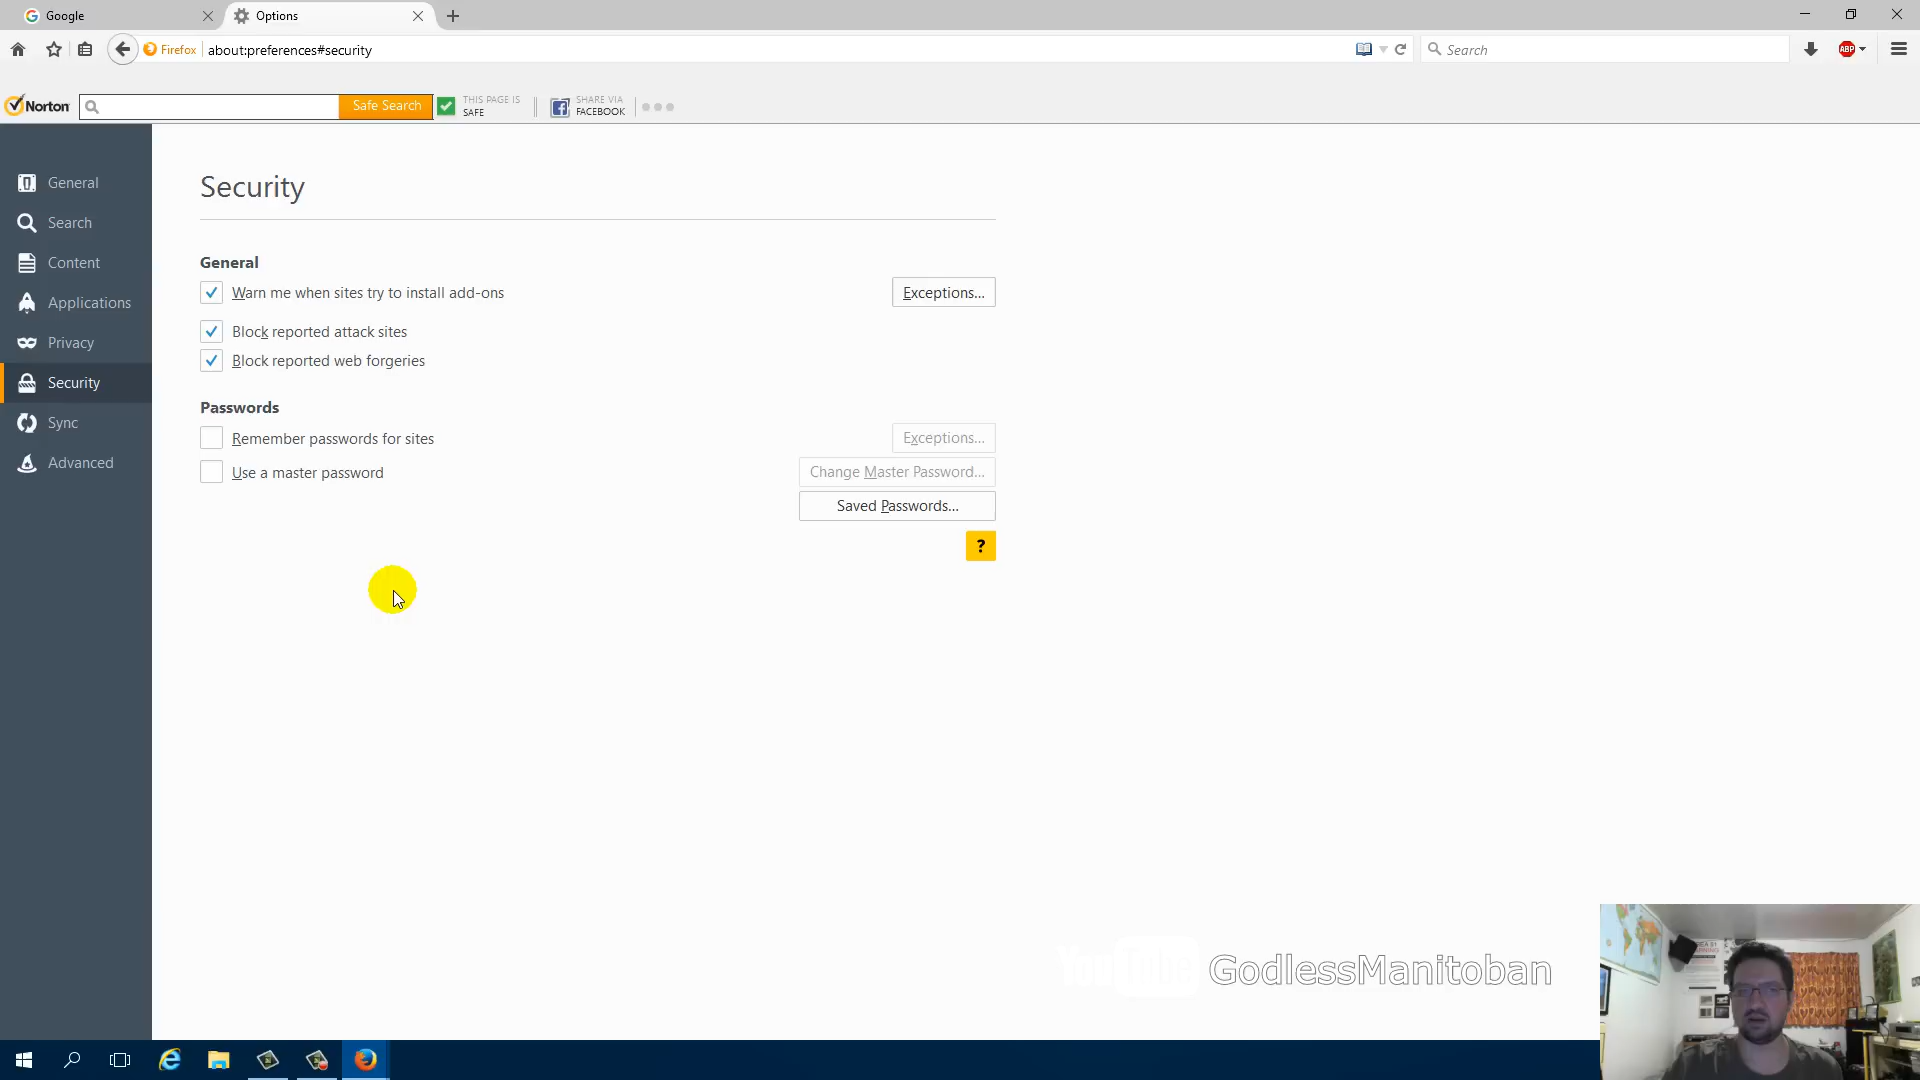 Google
Options
Firefox
about:preferences#security
Search
ABP
Norton
Safe Search
THIS PAGE IS
SAFE
SHARE VIA
FACEBOOK
General
Search
Content
Applications
Privacy
Security
Sync
Advanced
Security
General
Warn me when sites try to install add-ons
Exceptions...
Block reported attack sites
Block reported web forgeries
Passwords
Remember passwords for sites
Exceptions...
Use a master password
Change Master Password...
Saved Passwords...
?
YouTube GodlessManitoban